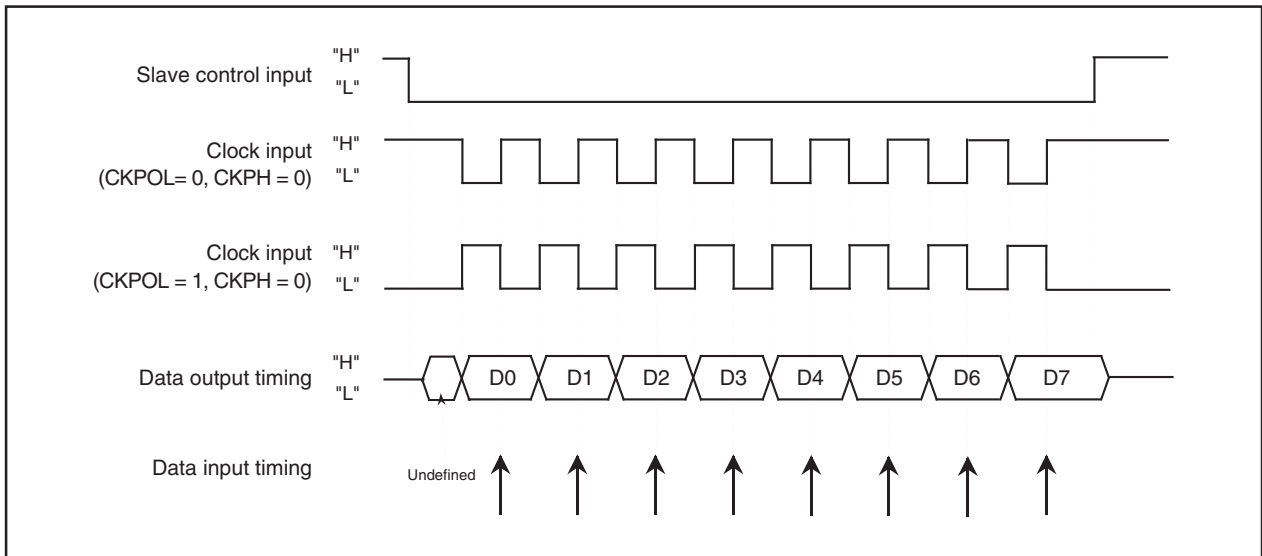 Slave control input "H"
"L"
Clock input "H"
(CKPOL= 0, CKPH = 0) "L"
Clock input "H"
(CKPOL = 1, CKPH = 0) "L"
"H"
Data output timing D0 D1 D2 D3 D4 D5 D6 D7
"L"
Data input timing Undefined